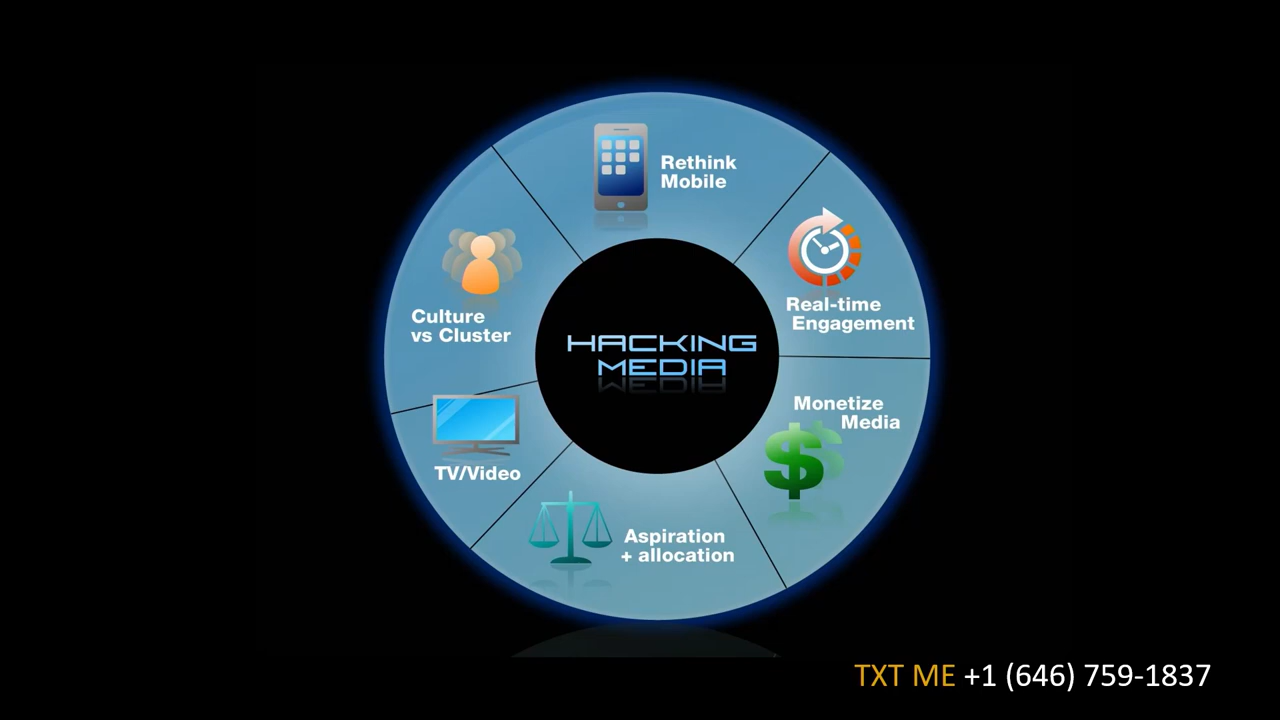 Rethink
Mobile
Real-time
Engagement
Monetize
Media
Aspiration
+ allocation
TV/Video
Culture
vs Cluster
HACKING
MEDIA
TXT ME +1 (646) 759-1837